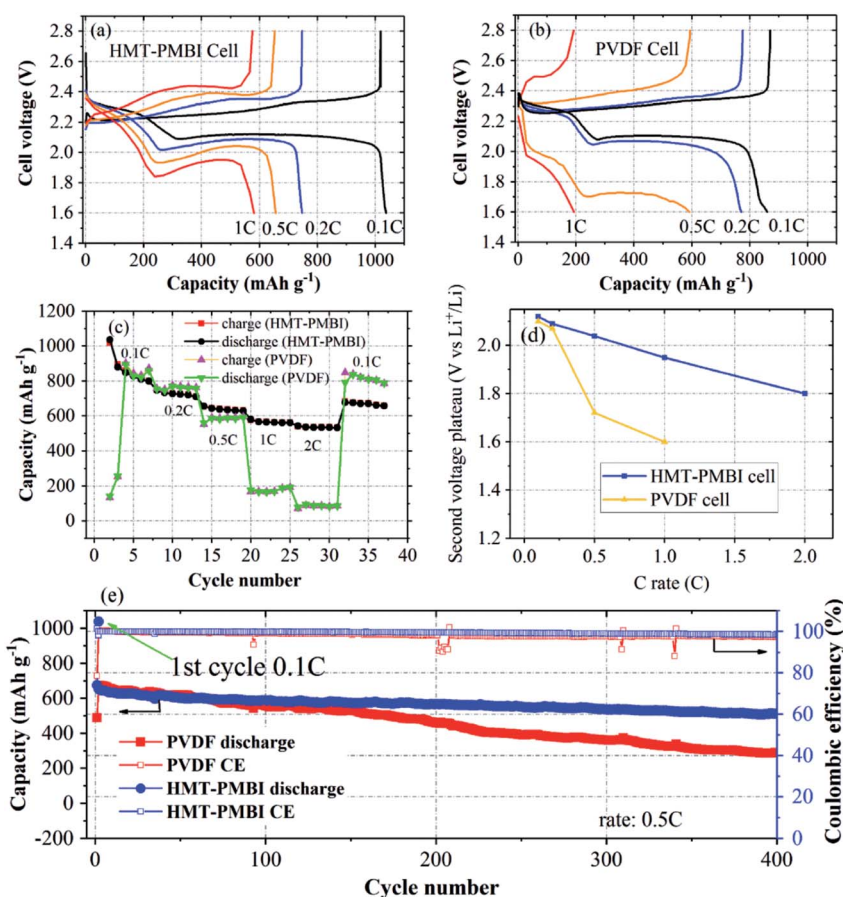 (a)
HMT-PMBI Cell
2.8
2.6
2.4
2.2
2.0
1.8
1.6
1.4
Cell voltage (V)
1C 0.5C 0.2C 0.1C
0 200 400 600 800 1000
Capacity (mAh g⁻¹)
(b)
PVDF Cell
2.8
2.6
2.4
2.2
2.0
1.8
1.6
1.4
Cell voltage (V)
1C 0.5C 0.2C 0.1C
0 200 400 600 800 1000
Capacity (mAh g⁻¹)
(c)
charge (HMT-PMBI)
discharge (HMT-PMBI)
charge (PVDF)
discharge (PVDF)
1200
1000
800
600
400
200
0
Capacity (mAh g⁻¹)
0.1C
0.2C
0.5C
1C
2C
0.1C
0 5 10 15 20 25 30 35 40
Cycle number
(d)
2.0
1.8
1.6
1.4
1.2
Second voltage plateau (V vs Li⁺/Li)
HMT-PMBI cell
PVDF cell
0.0 0.5 1.0 1.5 2.0
C rate (C)
(e)
1000
800
600
400
200
0
-200
Capacity (mAh g⁻¹)
1st cycle 0.1C
PVDF discharge
PVDF CE
HMT-PMBI discharge
HMT-PMBI CE
rate: 0.5C
100
80
60
40
20
0
Coulombic efficiency (%)
0 100 200 300 400
Cycle number